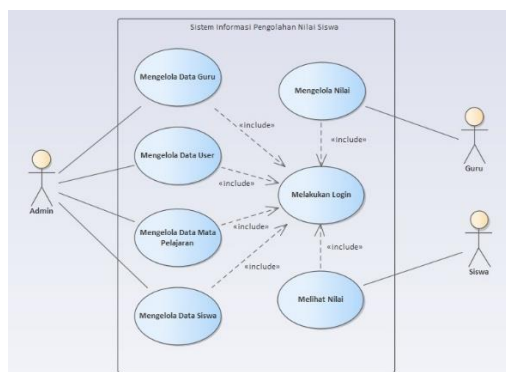 Sistem Informasi Pengolahan Nilai Siswa
Mengelola Data Guru
Mengelola Nilai
«include»
«include»
Guru
Mengelola Data User
«include»
Melakukan Login
Admin
Mengelola Data Mata
Pelajaran
«include»
«include»
«include»
Siswa
Mengelola Data Siswa
Melihat Nilai